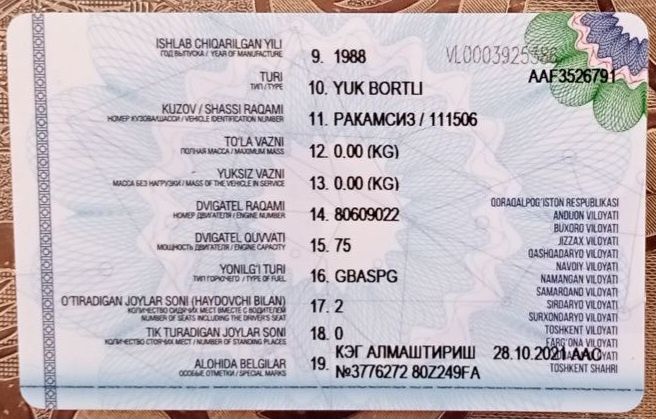 VL0003925386
AAF3526791
ISHLAB CHIQARILGAN YILI 9. 1988
ГОД ВЫПУСКА / YEAR OF MANUFACTURE
TURI 10. YUK BORTLI
ТИП / TYPE
KUZOV / SHASSI RAQAMI 11. РАКАМСИЗ / 111506
НОМЕР КУЗОВА/ШАССИ / VEHICLE IDENTIFICATION NUMBER
TO'LA VAZNI 12. 0.00 (KG)
ПОЛНАЯ МАССА / MAXIMUM MASS
YUKSIZ VAZNI 13. 0.00 (KG)
МАССА БЕЗ НАГРУЗКИ / MASS OF THE VEHICLE IN SERVICE
DVIGATEL RAQAMI 14. 80609022
НОМЕР ДВИГАТЕЛЯ / ENGINE NUMBER
DVIGATEL QUVVATI 15. 75
МОЩНОСТЬ ДВИГАТЕЛЯ / ENGINE CAPACITY
YONILG'I TURI 16. GBASPG
ТИП ГОРЮЧЕГО / TYPE OF FUEL
O'TIRADIGAN JOYLAR SONI (HAYDOVCHI BILAN) 17. 2
КОЛИЧЕСТВО СИДЯЧИХ МЕСТ ВМЕСТЕ С ВОДИТЕЛЕМ
NUMBER OF SEATS INCLUDING THE DRIVER'S SEAT
TIK TURADIGAN JOYLAR SONI 18. 0
КОЛИЧЕСТВО СТОЯЧИХ МЕСТ / NUMBER OF STANDING PLACES
ALOHIDA BELGILAR 19. КЭГ АЛМАШТИРИШ 28.10.2021 ААС
ОСОБЫЕ ОТМЕТКИ / SPECIAL MARKS
№3776272 80Z249FA
QORAQALPOG'ISTON RESPUBLIKASI
ANDIJON VILOYATI
BUXORO VILOYATI
JIZZAX VILOYATI
QASHQADARYO VILOYATI
NAVOIY VILOYATI
NAMANGAN VILOYATI
SAMARQAND VILOYATI
SIRDARYO VILOYATI
SURXONDARYO VILOYATI
TOSHKENT VILOYATI
FARG'ONA VILOYATI
VILOYATI
TOSHKENT SHAHRI